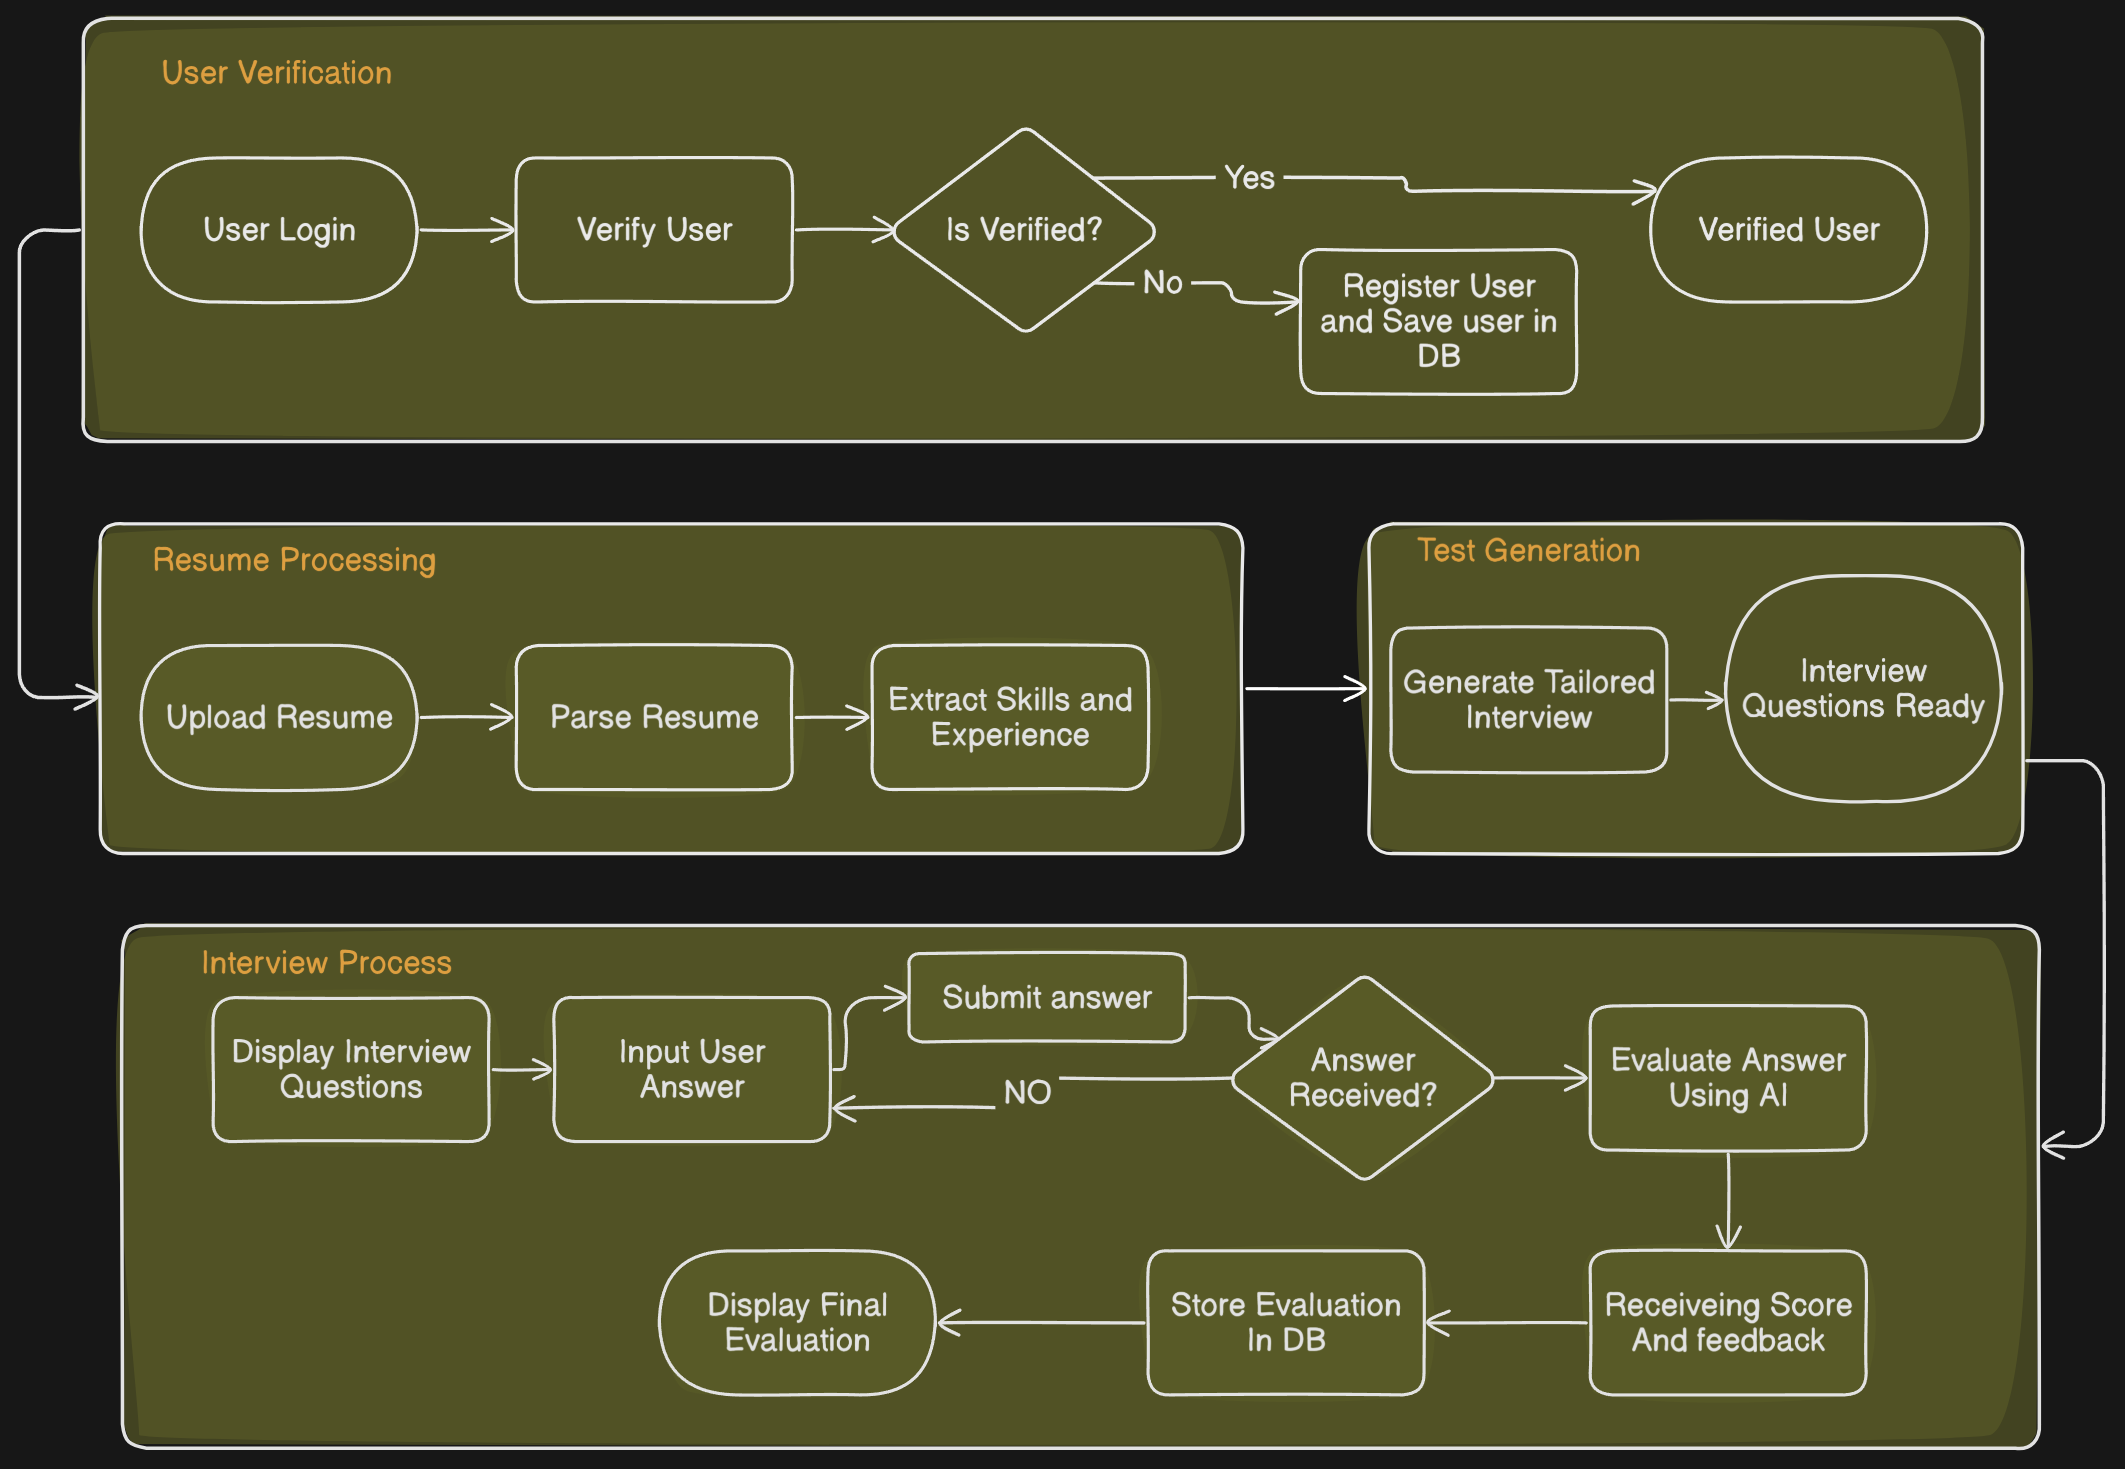 User Verification
User Login
Verify User
Is Verified?
Yes
No
Register User
and Save user in
DB
Verified User
Resume Processing
Upload Resume
Parse Resume
Extract Skills and
Experience
Test Generation
Generate Tailored
Interview
Interview
Questions Ready
Interview Process
Display Interview
Questions
Input User
Answer
Submit answer
NO
Answer
Received?
Evaluate Answer
Using AI
Receiveing Score
And feedback
Store Evaluation
In DB
Display Final
Evaluation